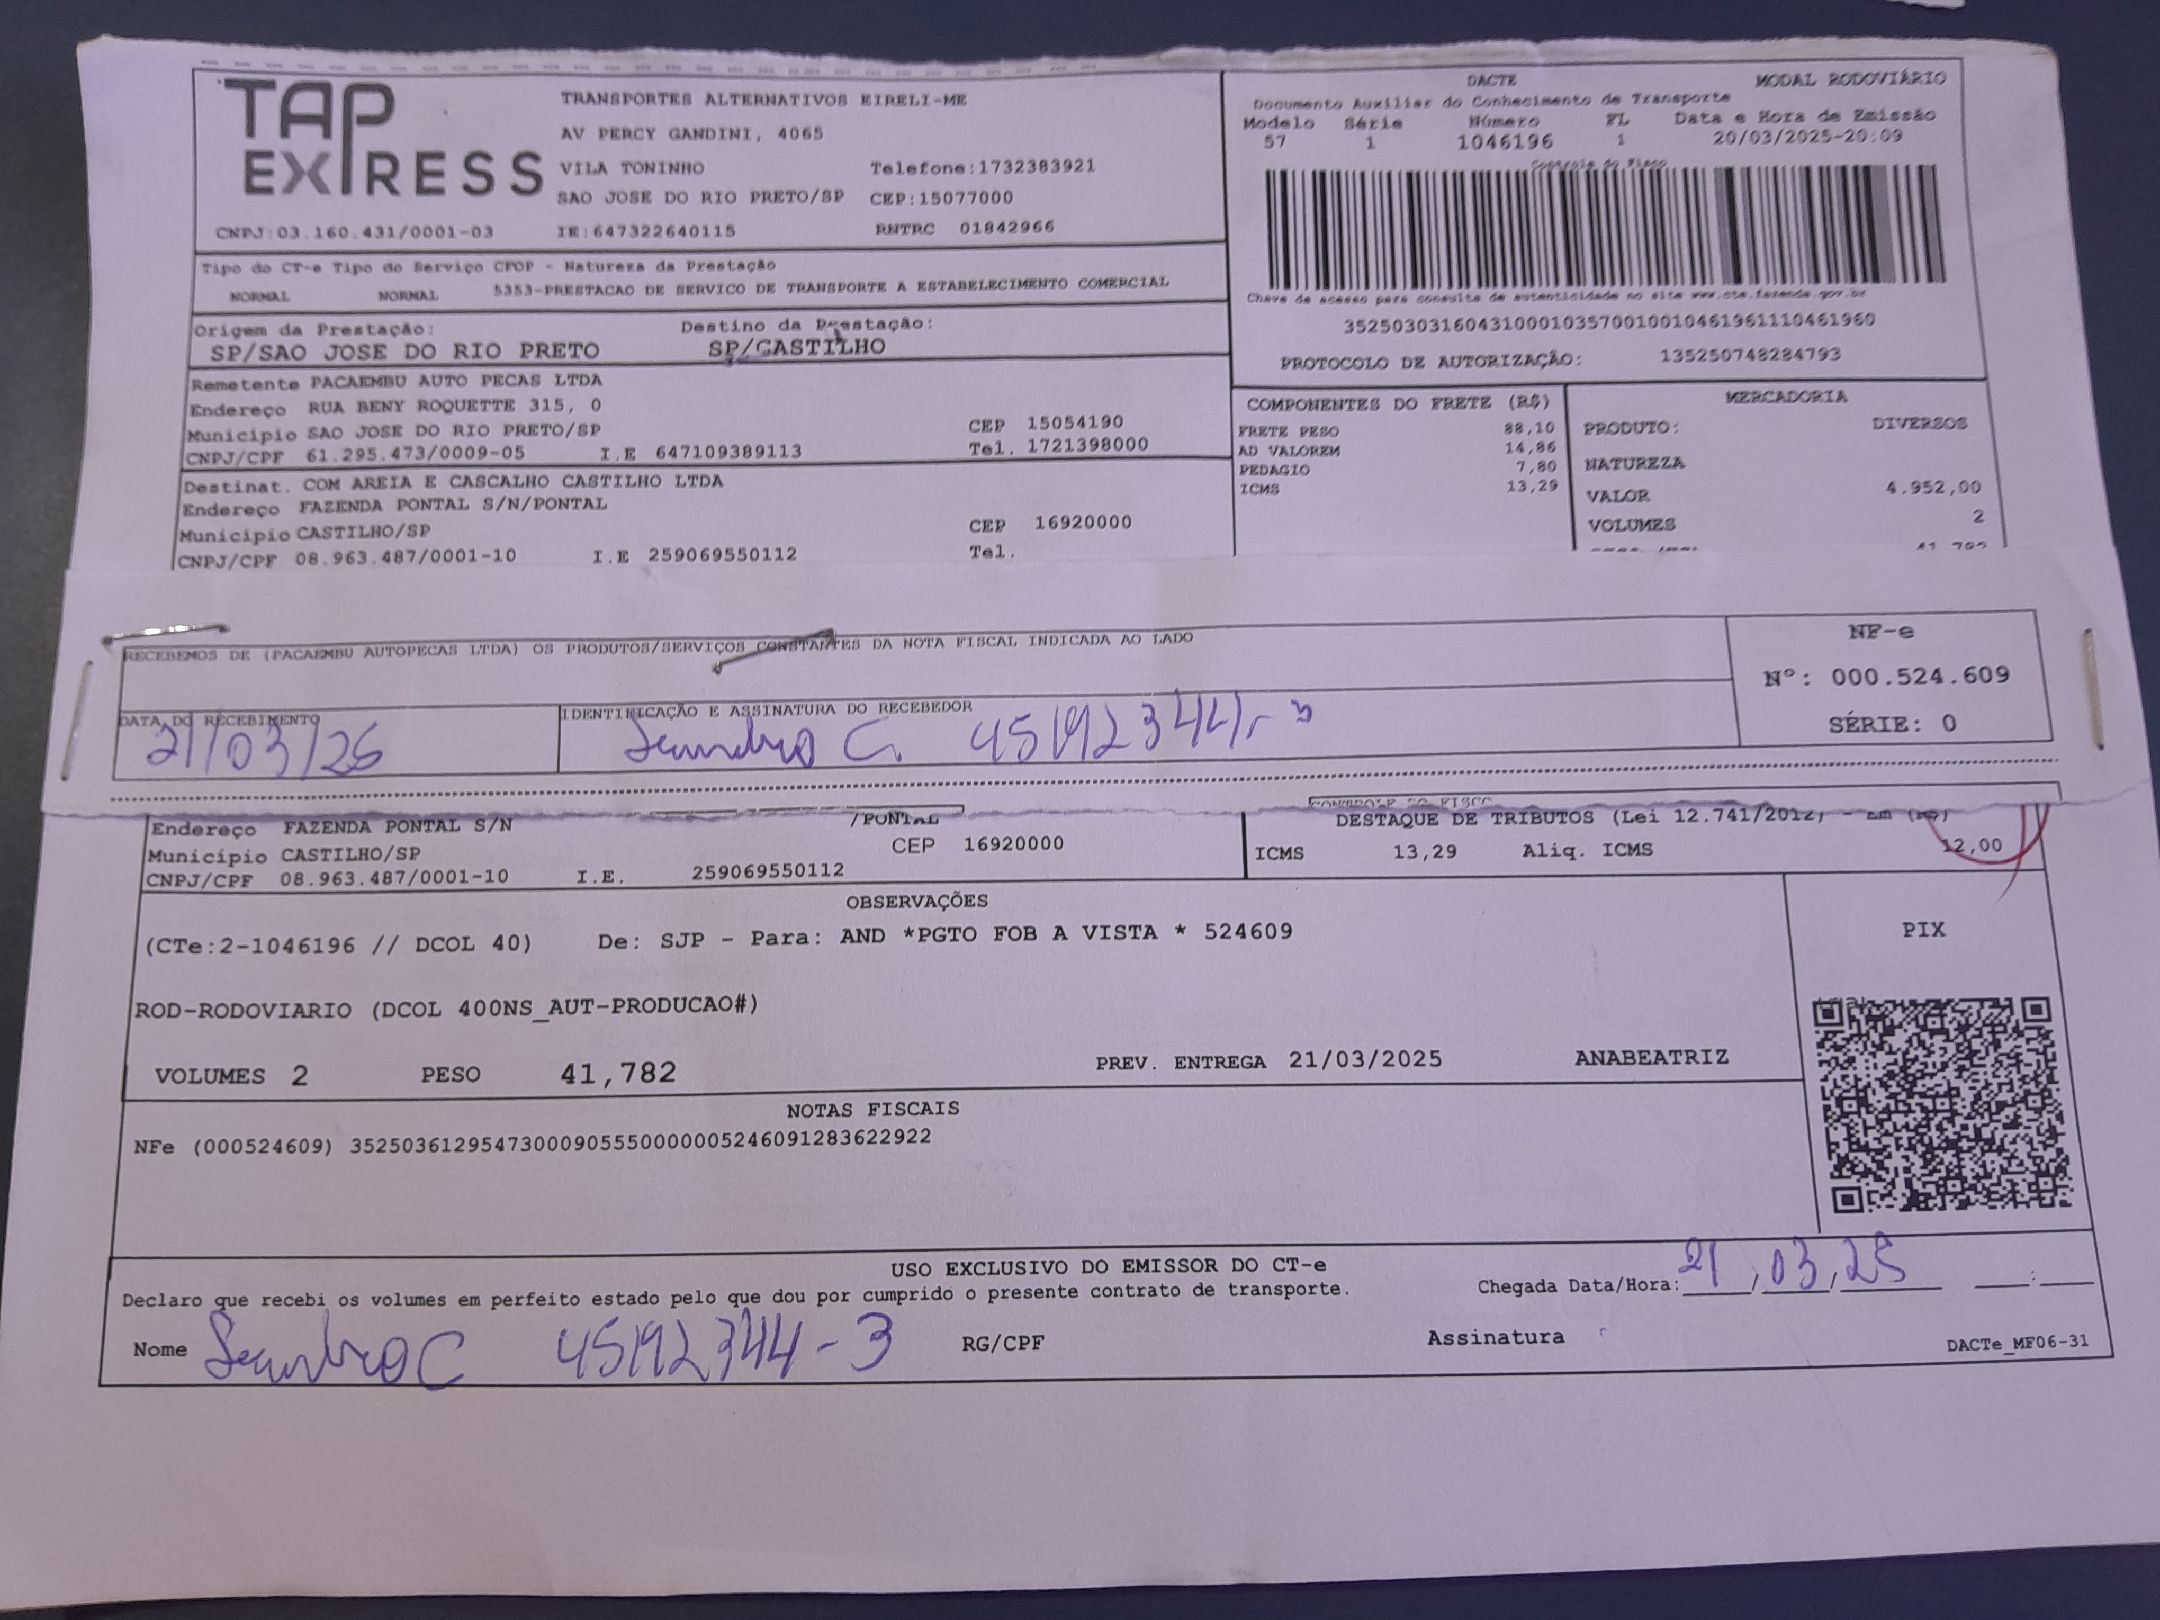 TAP EXPRESS
TRANSPORTES ALTERNATIVOS EIRELI-ME
AV PERCY GANDINI, 4065
VILA TONINHO Telefone:1732383921
SAO JOSE DO RIO PRETO/SP CEP:15077000
CNPJ:03.160.431/0001-03 IE:647322640115 RNTRC 01842966
DACTE MODAL RODOVIÁRIO
Documento Auxiliar do Conhecimento de Transporte
Modelo Série Número FL Data e Hora de Emissão
57 1 1046196 1 20/03/2025-20:09
Controle do Fisco
Chave de acesso para consulta de autenticidade no site www.cte.fazenda.gov.br
35250303160431000103570010010461961110461960
PROTOCOLO DE AUTORIZAÇÃO: 135250748284793
Tipo do CT-e Tipo do Serviço CFOP - Natureza da Prestação
NORMAL NORMAL 5353-PRESTACAO DE SERVICO DE TRANSPORTE A ESTABELECIMENTO COMERCIAL
Origem da Prestação: Destino da Prestação:
SP/SAO JOSE DO RIO PRETO SP/CASTILHO
Remetente PACAEMBU AUTO PECAS LTDA
Endereço RUA BENY ROQUETTE 315, 0
Município SAO JOSE DO RIO PRETO/SP CEP 15054190
CNPJ/CPF 61.295.473/0009-05 I.E 647109389113 Tel. 1721398000
Destinat. COM AREIA E CASCALHO CASTILHO LTDA
Endereço FAZENDA PONTAL S/N/PONTAL
Município CASTILHO/SP CEP 16920000
CNPJ/CPF 08.963.487/0001-10 I.E 259069550112 Tel.
COMPONENTES DO FRETE (R$)
FRETE PESO 88,10
AD VALOREM 14,86
PEDAGIO 7,80
ICMS 13,29
MERCADORIA
PRODUTO: DIVERSOS
NATUREZA
VALOR 4.952,00
VOLUMES 2
RECEBEMOS DE (PACAEMBU AUTOPECAS LTDA) OS PRODUTOS/SERVIÇOS CONSTANTES DA NOTA FISCAL INDICADA AO LADO
NF-e
Nº: 000.524.609
SÉRIE: 0
DATA DO RECEBIMENTO IDENTIFICAÇÃO E ASSINATURA DO RECEBEDOR
21/03/25 C. 45192344-3
CONTROLE DO FISCO
Endereço FAZENDA PONTAL S/N /PONTAL
Município CASTILHO/SP CEP 16920000
CNPJ/CPF 08.963.487/0001-10 I.E. 259069550112
DESTAQUE DE TRIBUTOS (Lei 12.741/2012) - Em (R$)
ICMS 13,29 Aliq. ICMS 12,00
OBSERVAÇÕES
(CTe:2-1046196 // DCOL 40) De: SJP - Para: AND *PGTO FOB A VISTA * 524609
ROD-RODOVIARIO (DCOL 400NS_AUT-PRODUCAO#)
VOLUMES 2 PESO 41,782 PREV. ENTREGA 21/03/2025 ANABEATRIZ
PIX
NOTAS FISCAIS
NFe (000524609) 35250361295473000905550000005246091283622922
USO EXCLUSIVO DO EMISSOR DO CT-e
Declaro que recebi os volumes em perfeito estado pelo que dou por cumprido o presente contrato de transporte. Chegada Data/Hora: 21/03/25 :
Nome C 45192344-3 RG/CPF Assinatura
DACTe_MF06-31